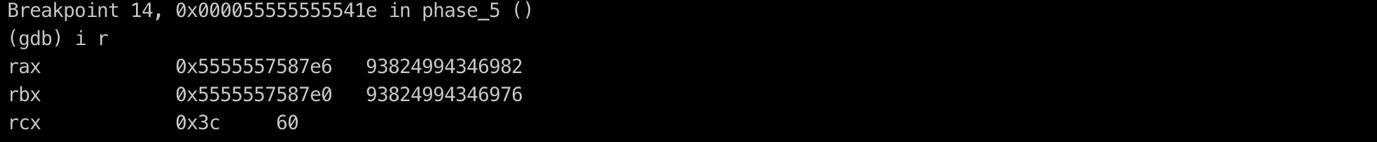 Breakpoint 14, 0x000055555555541e in phase_5 ()
(gdb) i r
rax            0x5555557587e6   93824994346982
rbx            0x5555557587e0   93824994346976
rcx            0x3c     60